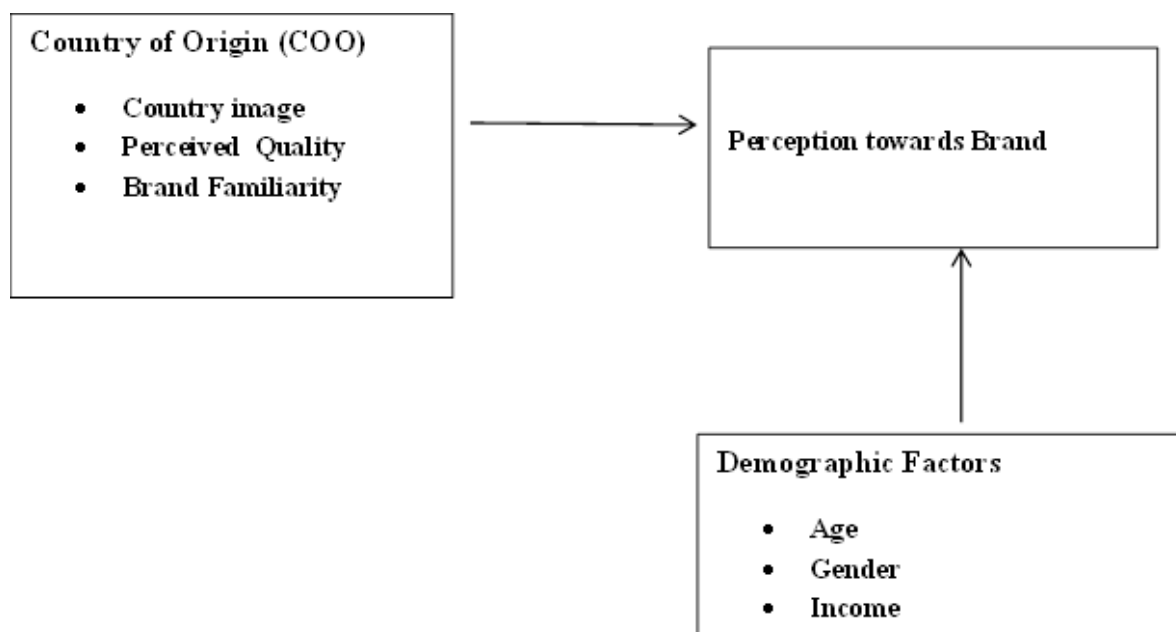 Country of Origin (COO)
• Country image
• Perceived Quality
• Brand Familiarity
Perception towards Brand
Demographic Factors
• Age
• Gender
• Income